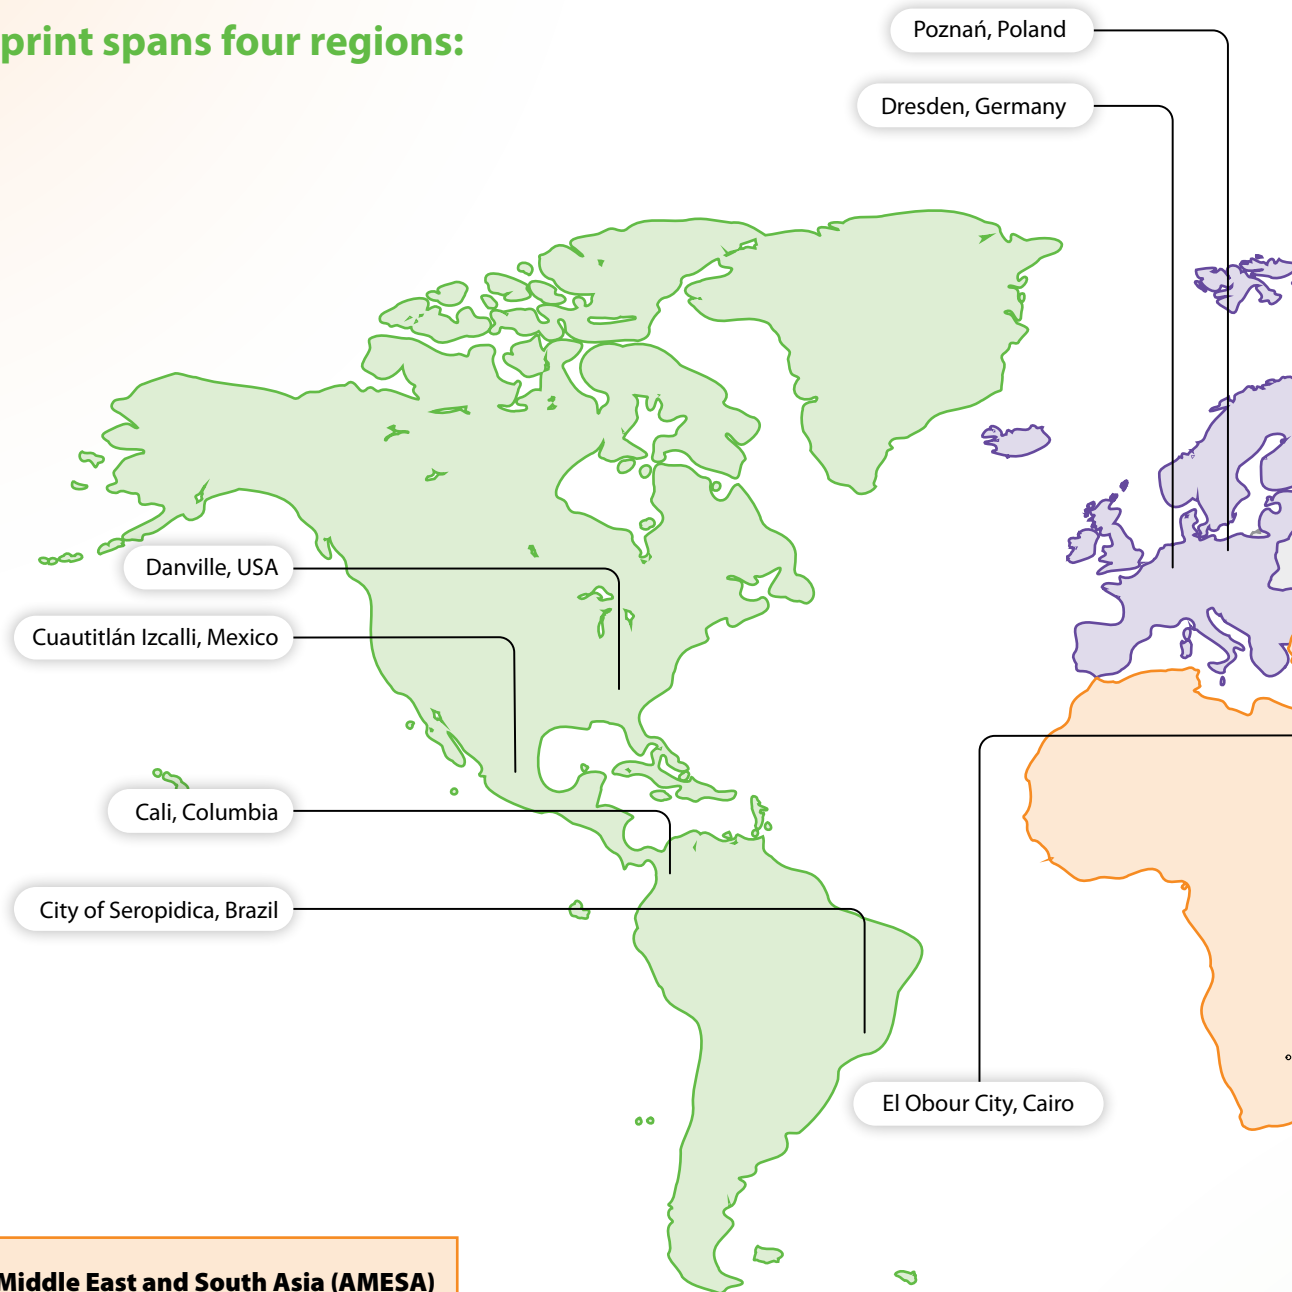 print spans four regions:
Poznań, Poland
Dresden, Germany
Danville, USA
Cuautitlán Izcalli, Mexico
Cali, Columbia
City of Seropidica, Brazil
El Obour City, Cairo
Middle East and South Asia (AMESA)